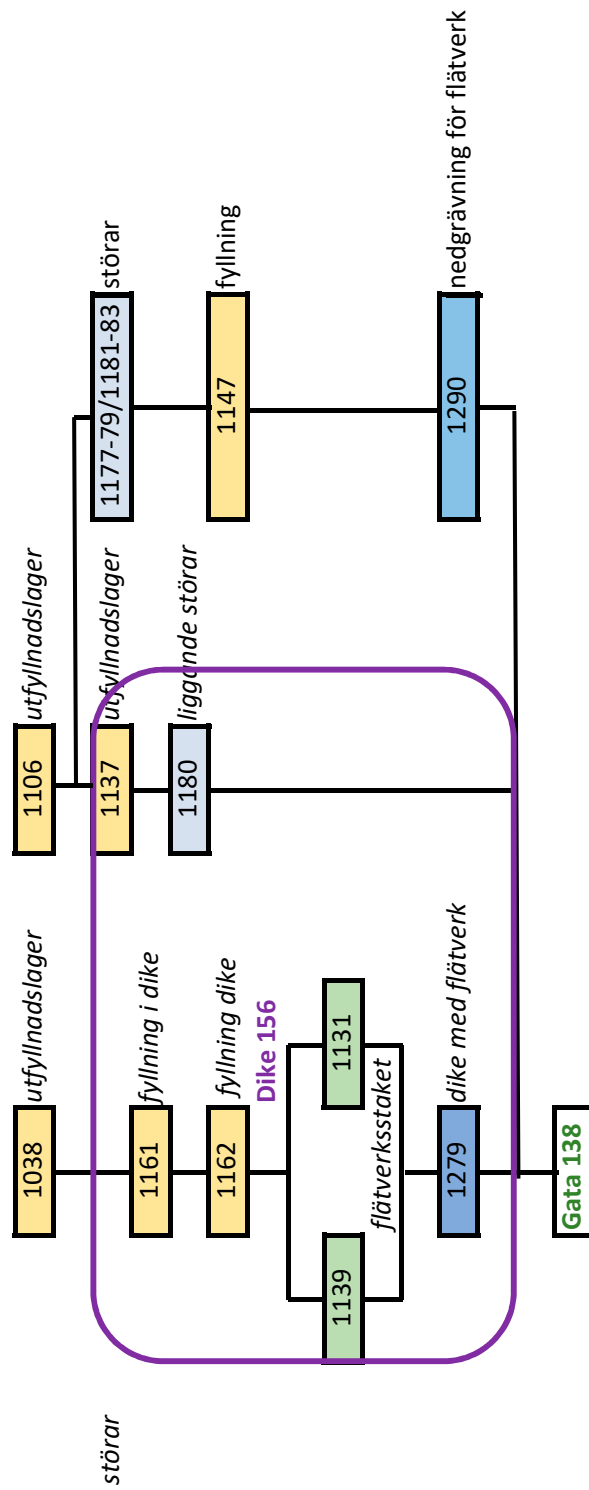 1038
utfyllnadslager
1106
utfyllnadslager
störar
1137
utfyllnadslager
1177-79/1181-83
störar
1161
fyllning i dike
1180
liggande störar
1162
fyllning dike
1147
fyllning
Dike 156
1139
1131
flätverksstaket
1279
dike med flätverk
1290
nedgrävning för flätverk
Gata 138